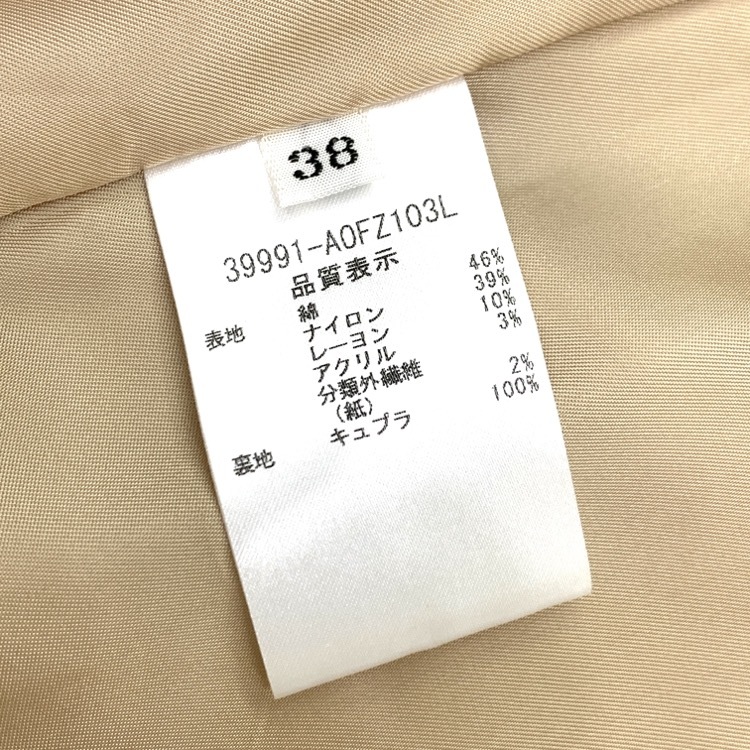 38
39991-A0FZ103L
品質表示
表地 綿 46%
ナイロン 39%
レーヨン 10%
アクリル 3%
分類外繊維
(紙) 2%
裏地 キュプラ 100%